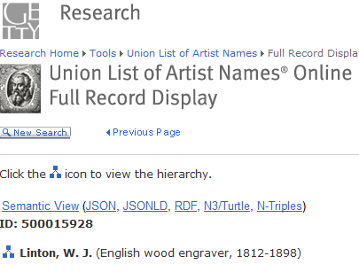 GETTY
Research
Research Home Tools Union List of Artist Names Full Record Displa
Union List of Artist Names® Online
Full Record Display
New Search Previous Page
Click the icon to view the hierarchy.
Semantic View (JSON, JSONLD, RDF, N3/Turtle, N-Triples)
ID: 500015928
Linton, W. J. (English wood engraver, 1812-1898)